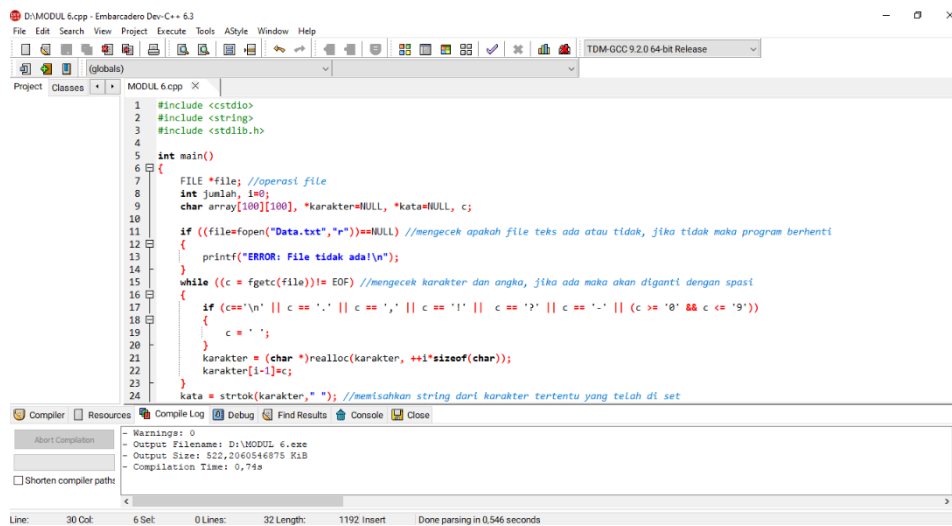 D:\MODUL 6.cpp - Embarcadero Dev-C++ 6.3
File Edit Search View Project Execute Tools AStyle Window Help
TDM-GCC 9.2.0 64-bit Release
(globals)
Project Classes MODUL 6.cpp
1 #include <cstdio>
2 #include <string>
3 #include <stdlib.h>
4
5 int main()
6 {
7 FILE *file; //operasi file
8 int jumlah, i=0;
9 char array[100][100], *karakter=NULL, *kata=NULL, c;
10
11 if ((file=fopen("Data.txt","r"))==NULL) //mengecek apakah file teks ada atau tidak, jika tidak maka program berhenti
12 {
13 printf("ERROR: File tidak ada!\n");
14 }
15 while ((c = fgetc(file))!= EOF) //mengecek karakter dan angka, jika ada maka akan diganti dengan spasi
16 {
17 if (c=='\n' || c == '.' || c == ',' || c == '!' || c == '?' || c == '-' || (c >= '0' && c <= '9'))
18 {
19 c = ' ';
20 }
21 karakter = (char *)realloc(karakter, ++i*sizeof(char));
22 karakter[i-1]=c;
23 }
24 kata = strtok(karakter," "); //memisahkan string dari karakter tertentu yang telah di set
Compiler Resources Compile Log Debug Find Results Console Close
Abort Compilation
Shorten compiler paths
- Warnings: 0
- Output Filename: D:\MODUL 6.exe
- Output Size: 522,2060546875 KiB
- Compilation Time: 0,74s
Line: 30 Col: 6 Sel: 0 Lines: 32 Length: 1192 Insert Done parsing in 0,546 seconds